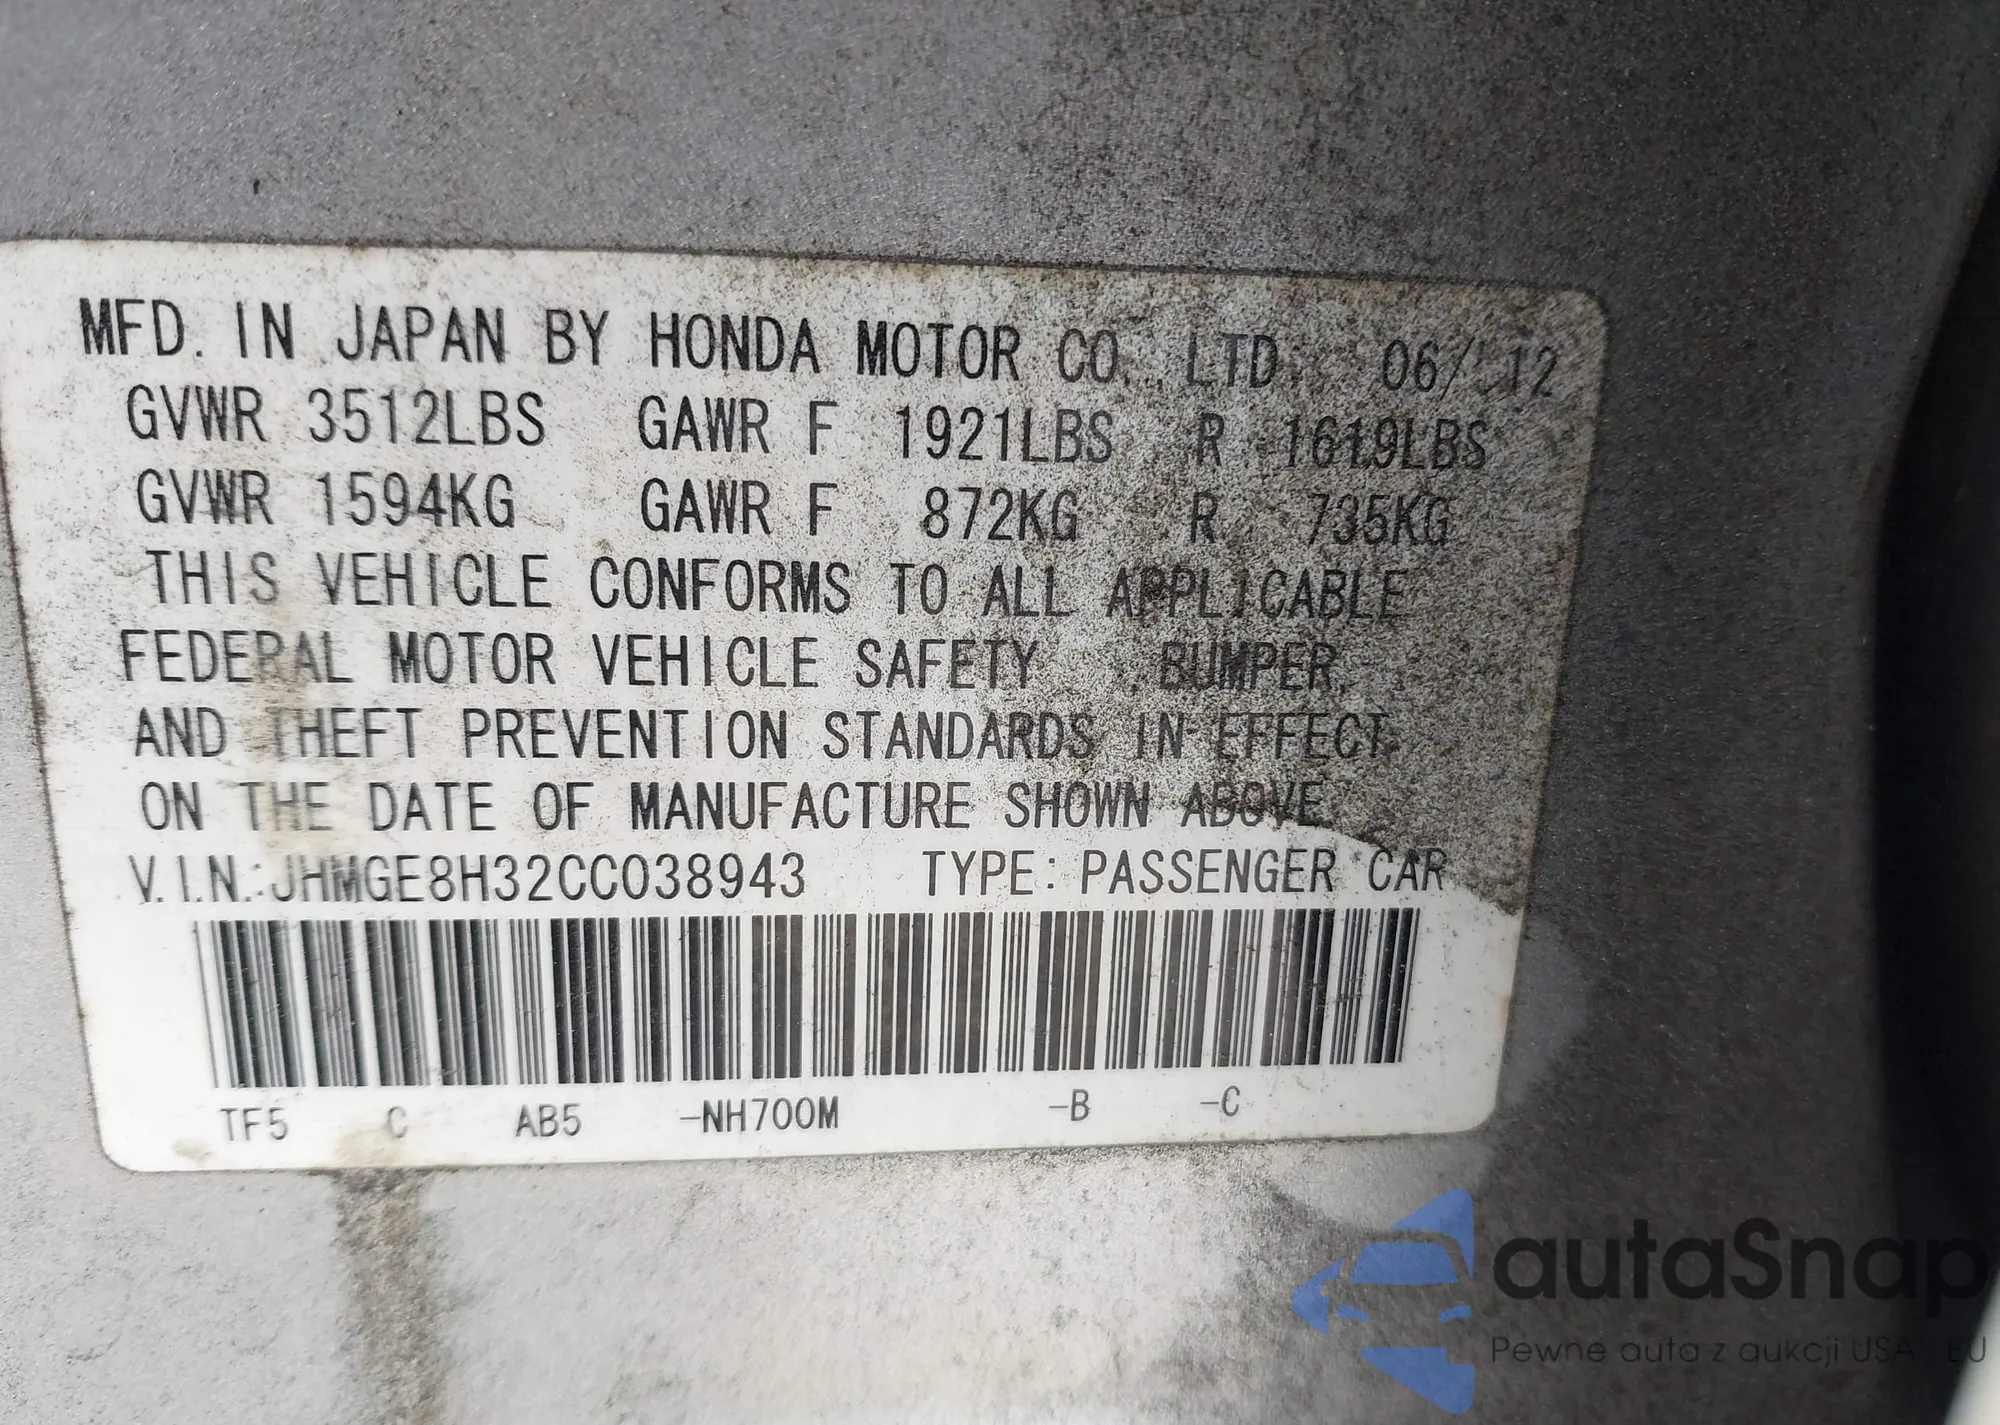 MFD. IN JAPAN BY HONDA MOTOR CO., LTD. 06/ 12
GVWR 3512LBS GAWR F 1921LBS R 1619LBS
GVWR 1594KG GAWR F 872KG R 735KG
THIS VEHICLE CONFORMS TO ALL APPLICABLE
FEDERAL MOTOR VEHICLE SAFETY , BUMPER,
AND THEFT PREVENTION STANDARDS IN EFFECT
ON THE DATE OF MANUFACTURE SHOWN ABOVE.
V.I.N.:JHMGE8H32CC038943 TYPE: PASSENGER CAR
TF5 C AB5 -NH700M -B -C
autaSnap
Pewne auta z aukcji USA / EU